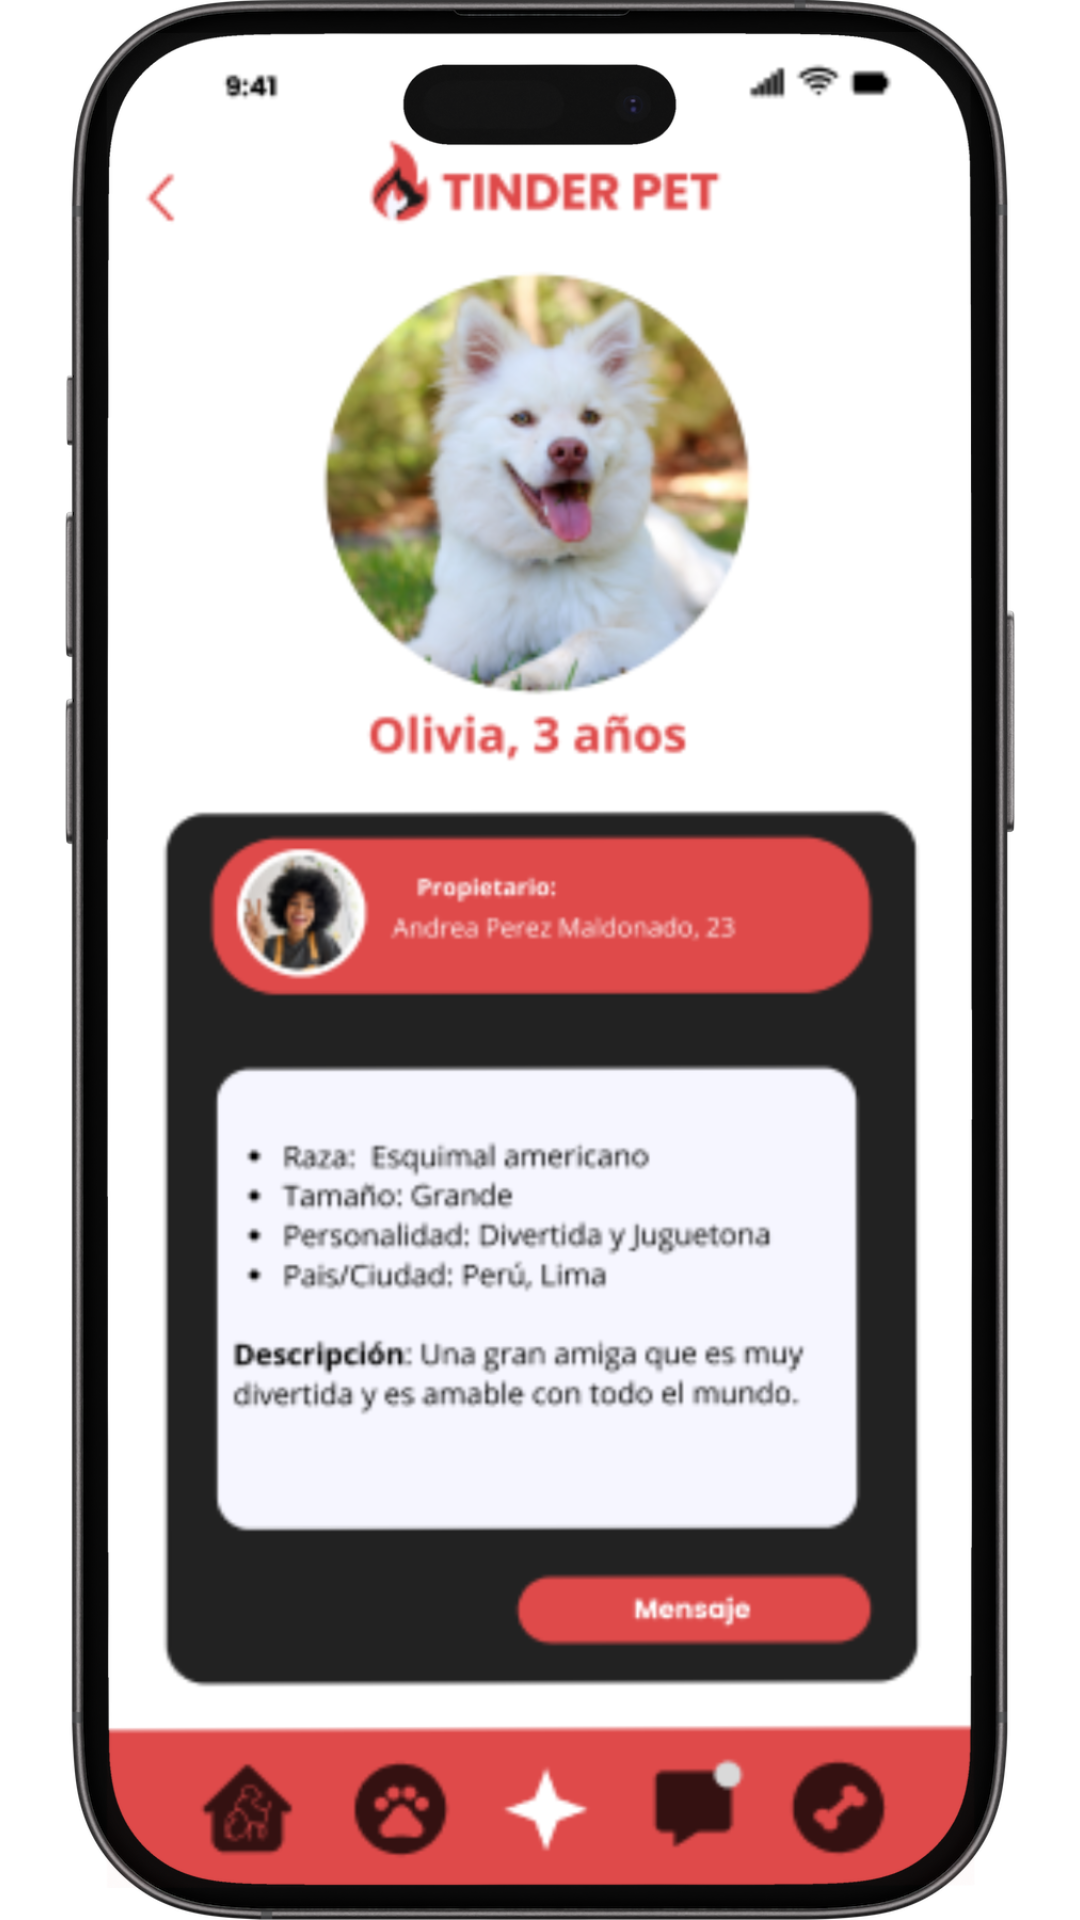 9:41
TINDER PET
Olivia, 3 años
Propietario:
Andrea Perez Maldonado, 23
• Raza:  Esquimal americano
• Tamaño: Grande
• Personalidad: Divertida y Juguetona
• Pais/Ciudad: Perú, Lima
Descripción: Una gran amiga que es muy
divertida y es amable con todo el mundo.
Mensaje